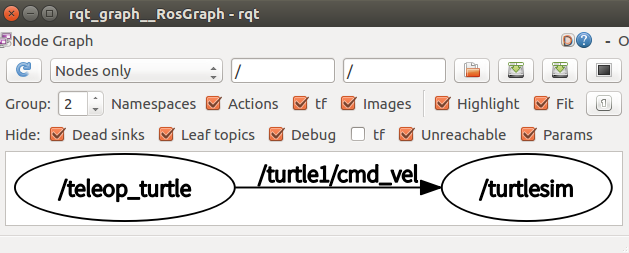 rqt_graph__RosGraph - rqt
Node Graph
D ? - O
Nodes only / /
Group: 2 Namespaces Actions tf Images Highlight Fit
Hide: Dead sinks Leaf topics Debug tf Unreachable Params
/teleop_turtle /turtle1/cmd_vel /turtlesim